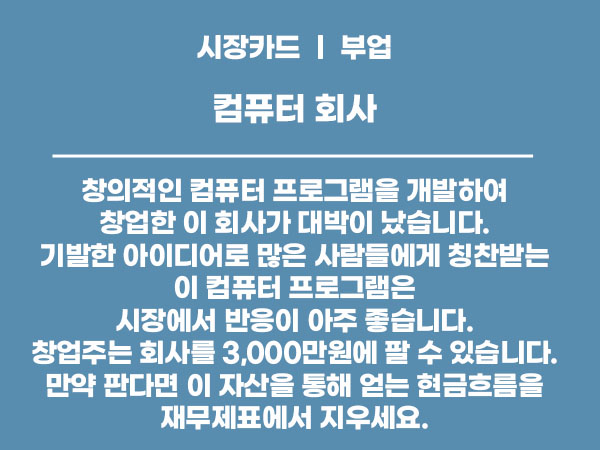 시장카드 ㅣ 부업
컴퓨터 회사
창의적인 컴퓨터 프로그램을 개발하여
창업한 이 회사가 대박이 났습니다.
기발한 아이디어로 많은 사람들에게 칭찬받는
이 컴퓨터 프로그램은
시장에서 반응이 아주 좋습니다.
창업주는 회사를 3,000만원에 팔 수 있습니다.
만약 판다면 이 자산을 통해 얻는 현금흐름을
재무제표에서 지우세요.